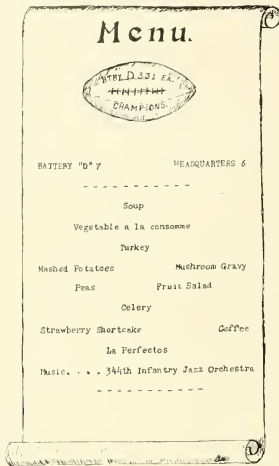 Menu.
BTRY D 331 F.A.
CHAMPIONS.
BATTERY "D" 7 HEADQUARTERS 6
Soup
Vegetable a la consomme
Turkey
Mashed Potatoes Mushroom Gravy
Peas Fruit Salad
Celery
Strawberry Shortcake Coffee
La Perfectos
Music. . . . 344th Infantry Jazz Orchestra